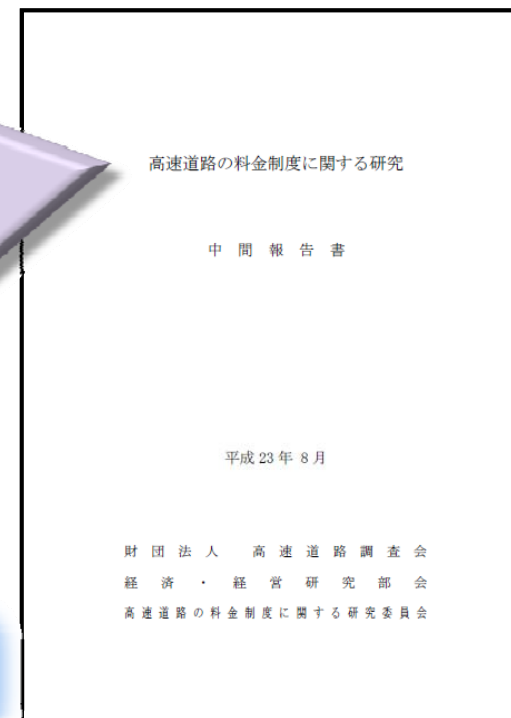 高速道路の料金制度に関する研究
中 間 報 告 書
平成 23 年 8 月
財 団 法 人 高 速 道 路 調 査 会
経 済 ・ 経 営 研 究 部 会
高 速 道 路 の 料 金 制 度 に 関 す る 研 究 委 員 会